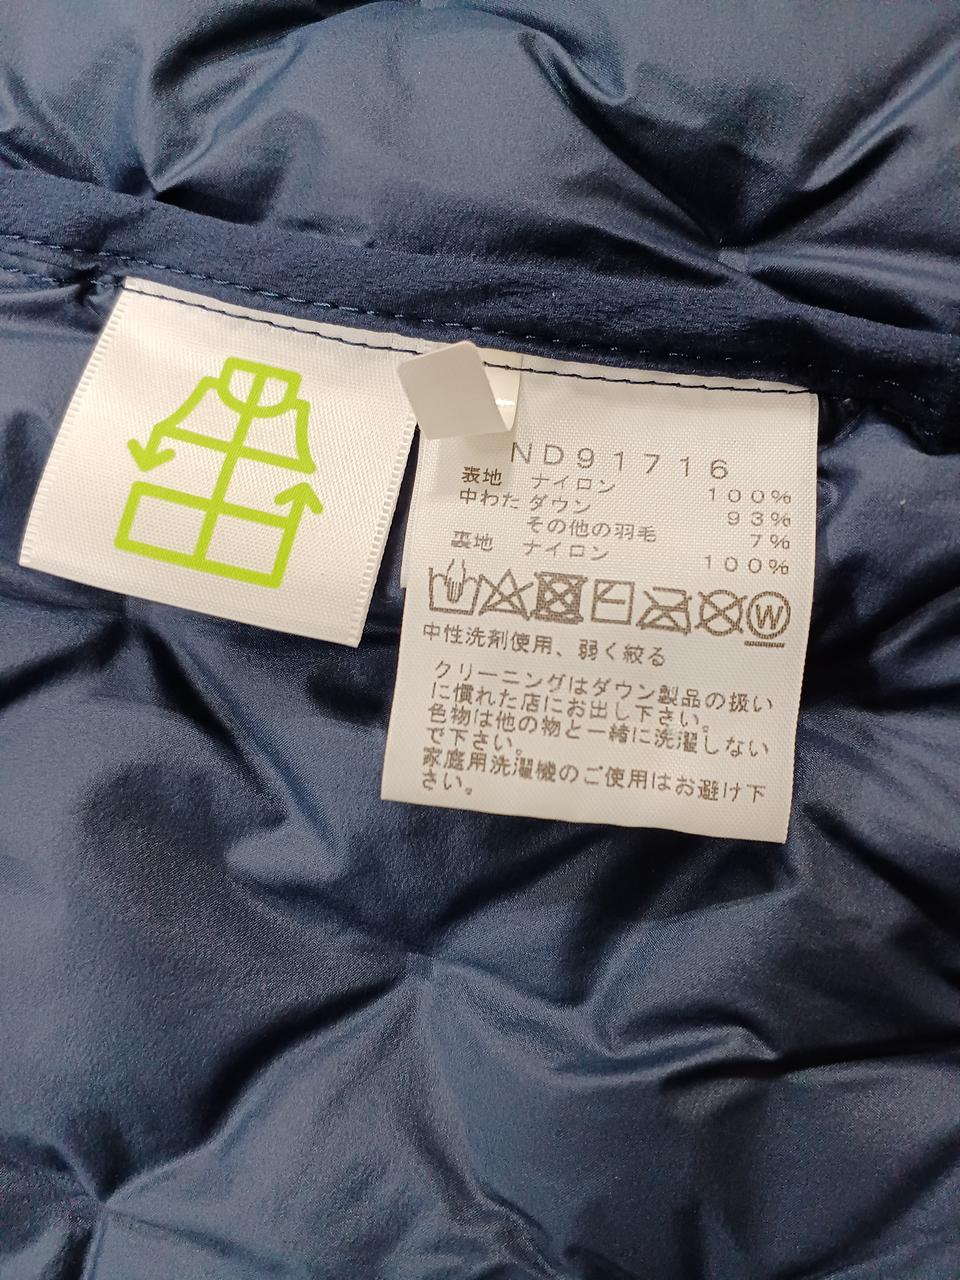 ND91716
表地 ナイロン 100%
中わた ダウン 93%
その他の羽毛 7%
裏地 ナイロン 100%
W
中性洗剤使用、弱く絞る
クリーニングはダウン製品の扱い
に慣れた店にお出し下さい。
色物は他の物と一緒に洗濯しない
で下さい。
家庭用洗濯機のご使用はお避け下
さい。